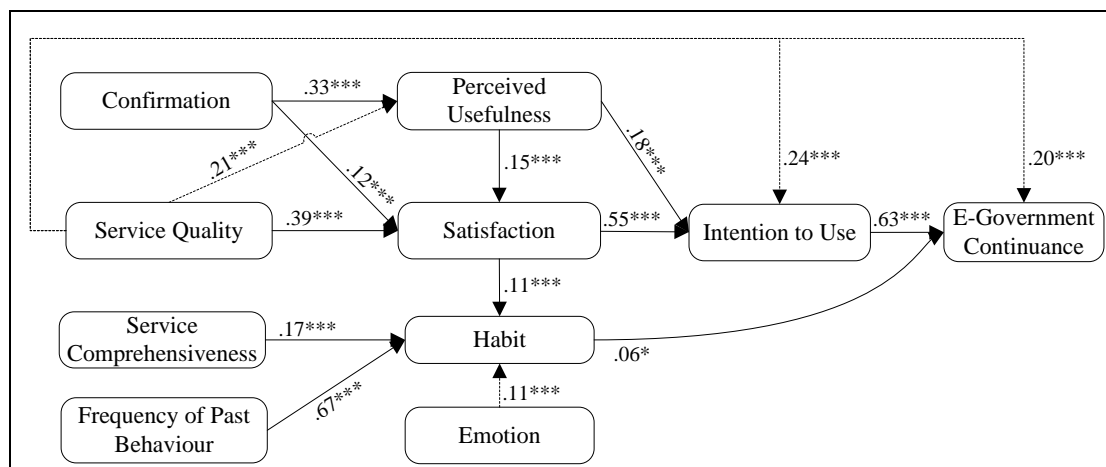 Confirmation
.33***
Perceived
Usefulness
.21***
.12***
.15***
.18***
.24***
.20***
Service Quality
.39***
Satisfaction
.55***
Intention to Use
.63***
E-Government
Continuance
.11***
Service
Comprehensiveness
.17***
Habit
.06*
.67***
.11***
Frequency of Past
Behaviour
Emotion